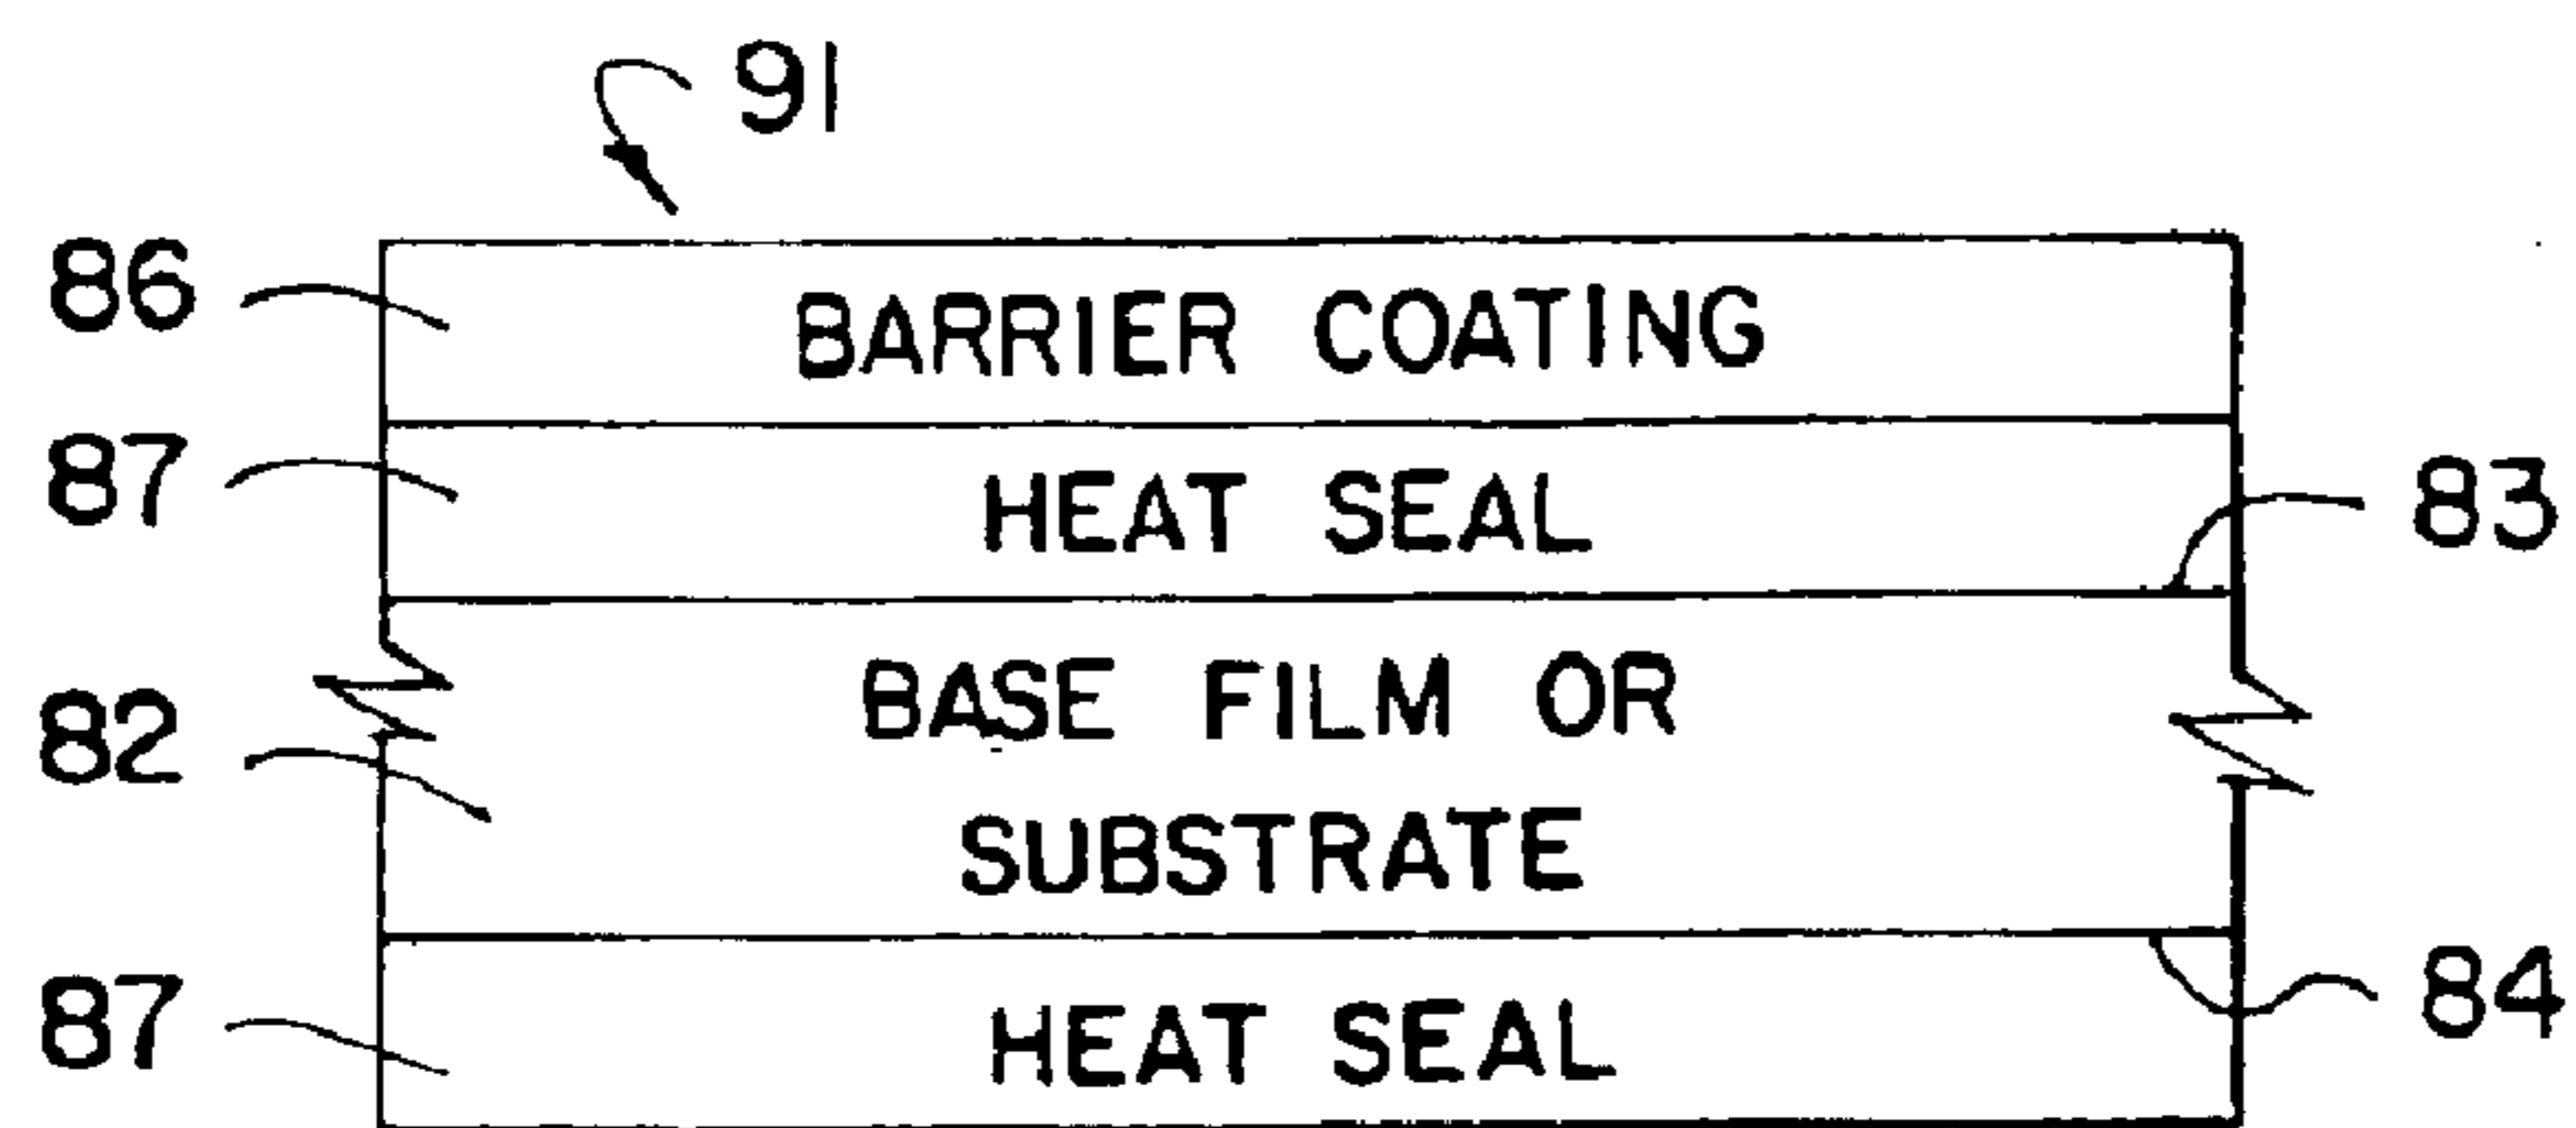 91
86 BARRIER COATING
87 HEAT SEAL 83
82 BASE FILM OR
SUBSTRATE
87 HEAT SEAL 84